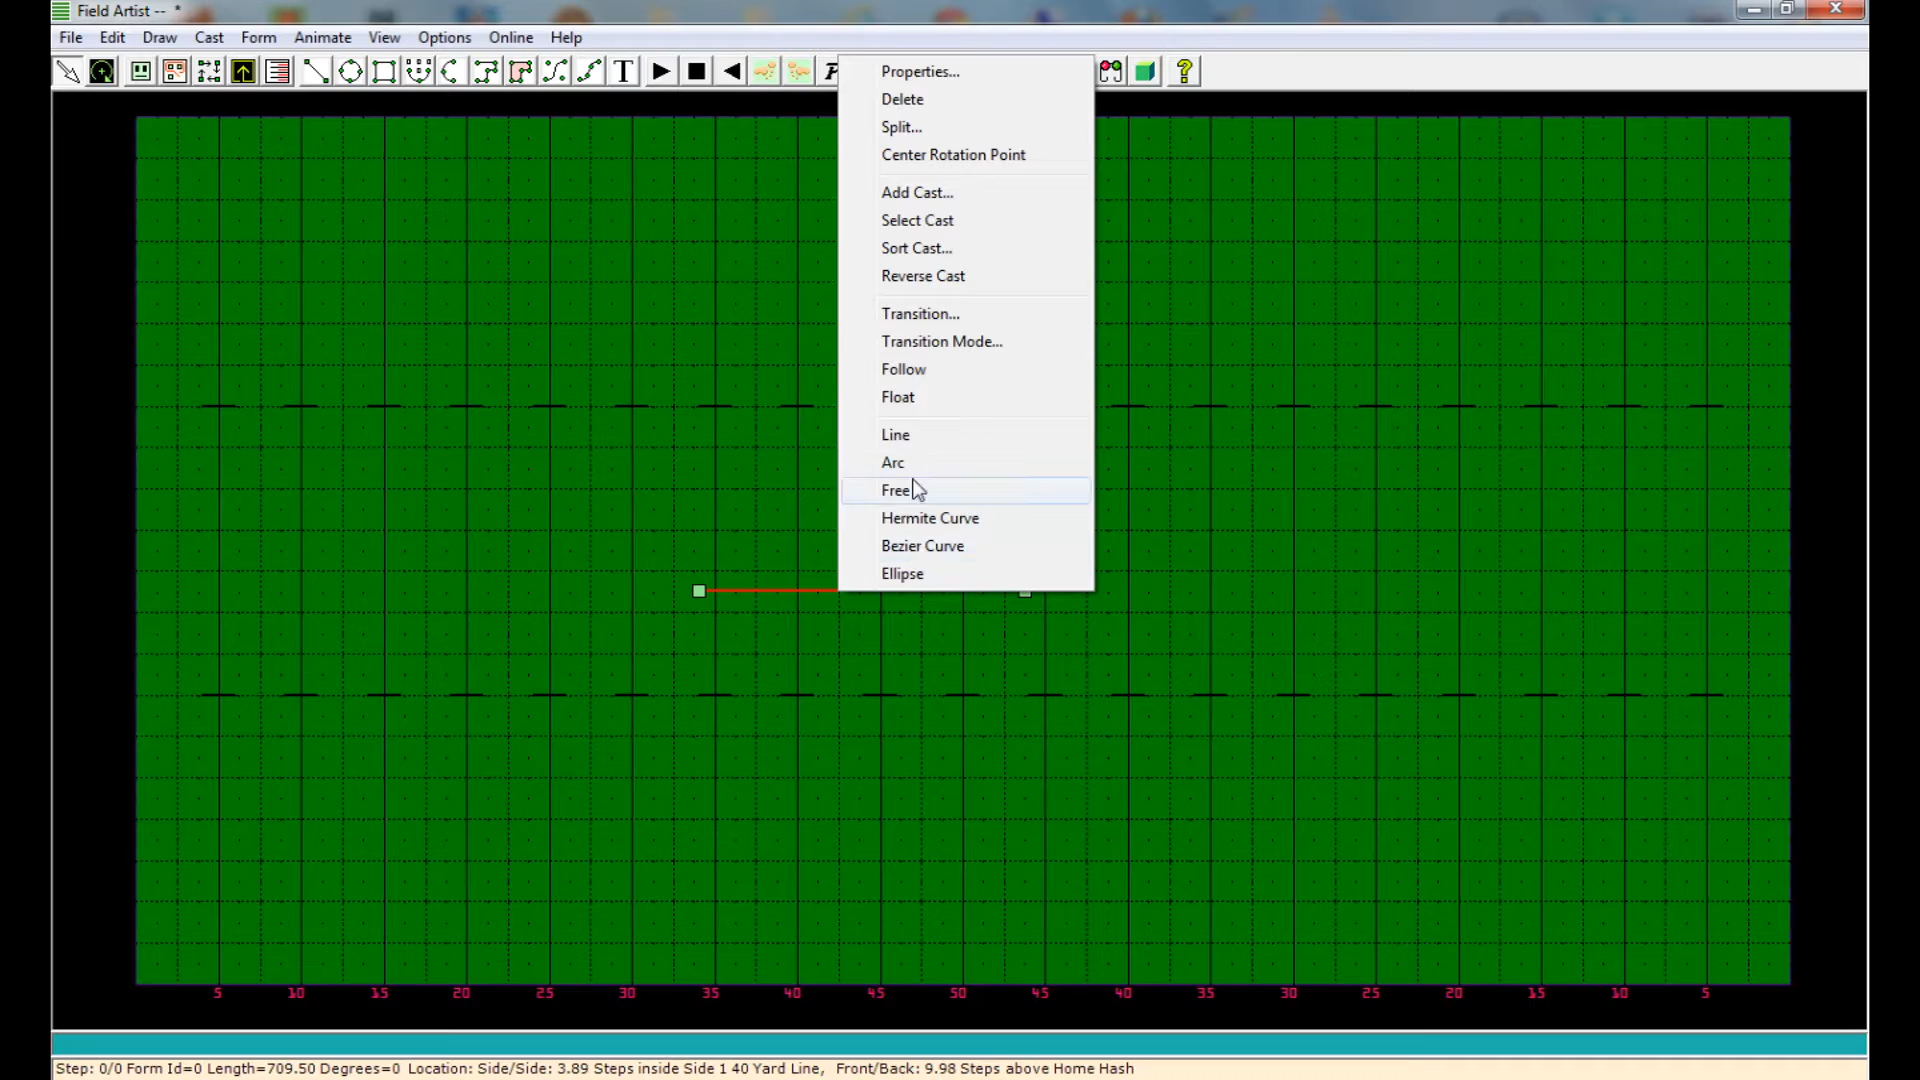 Field Artist -- *
File Edit Draw Cast Form Animate View Options Online Help
T P ?
Properties...
Delete
Split...
Center Rotation Point
Add Cast...
Select Cast
Sort Cast...
Reverse Cast
Transition...
Transition Mode...
Follow
Float
Line
Arc
Free
Hermite Curve
Bezier Curve
Ellipse
5 10 15 20 25 30 35 40 45 50 45 40 35 30 25 20 15 10 5
Step: 0/0 Form Id=0 Length=709.50 Degrees=0 Location: Side/Side: 3.89 Steps inside Side 1 40 Yard Line, Front/Back: 9.98 Steps above Home Hash